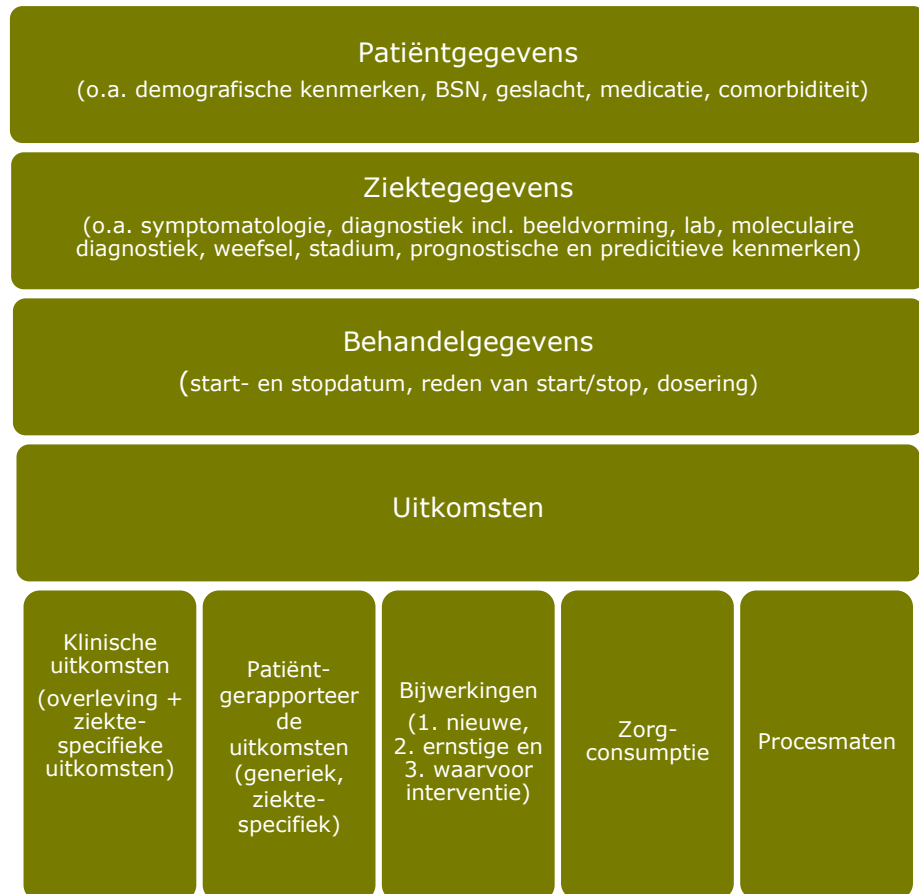 Patiëntgegevens
(o.a. demografische kenmerken, BSN, geslacht, medicatie, comorbiditeit)
Ziektegegevens
(o.a. symptomatologie, diagnostiek incl. beeldvorming, lab, moleculaire
diagnostiek, weefsel, stadium, prognostische en predicitieve kenmerken)
Behandelgegevens
(start- en stopdatum, reden van start/stop, dosering)
Uitkomsten
Klinische
uitkomsten
(overleving +
ziekte-
specifieke
uitkomsten)
Patiënt-
gerapporteer
de
uitkomsten
(generiek,
ziekte-
specifiek)
Bijwerkingen
(1. nieuwe,
2. ernstige en
3. waarvoor
interventie)
Zorg-
consumptie
Procesmaten